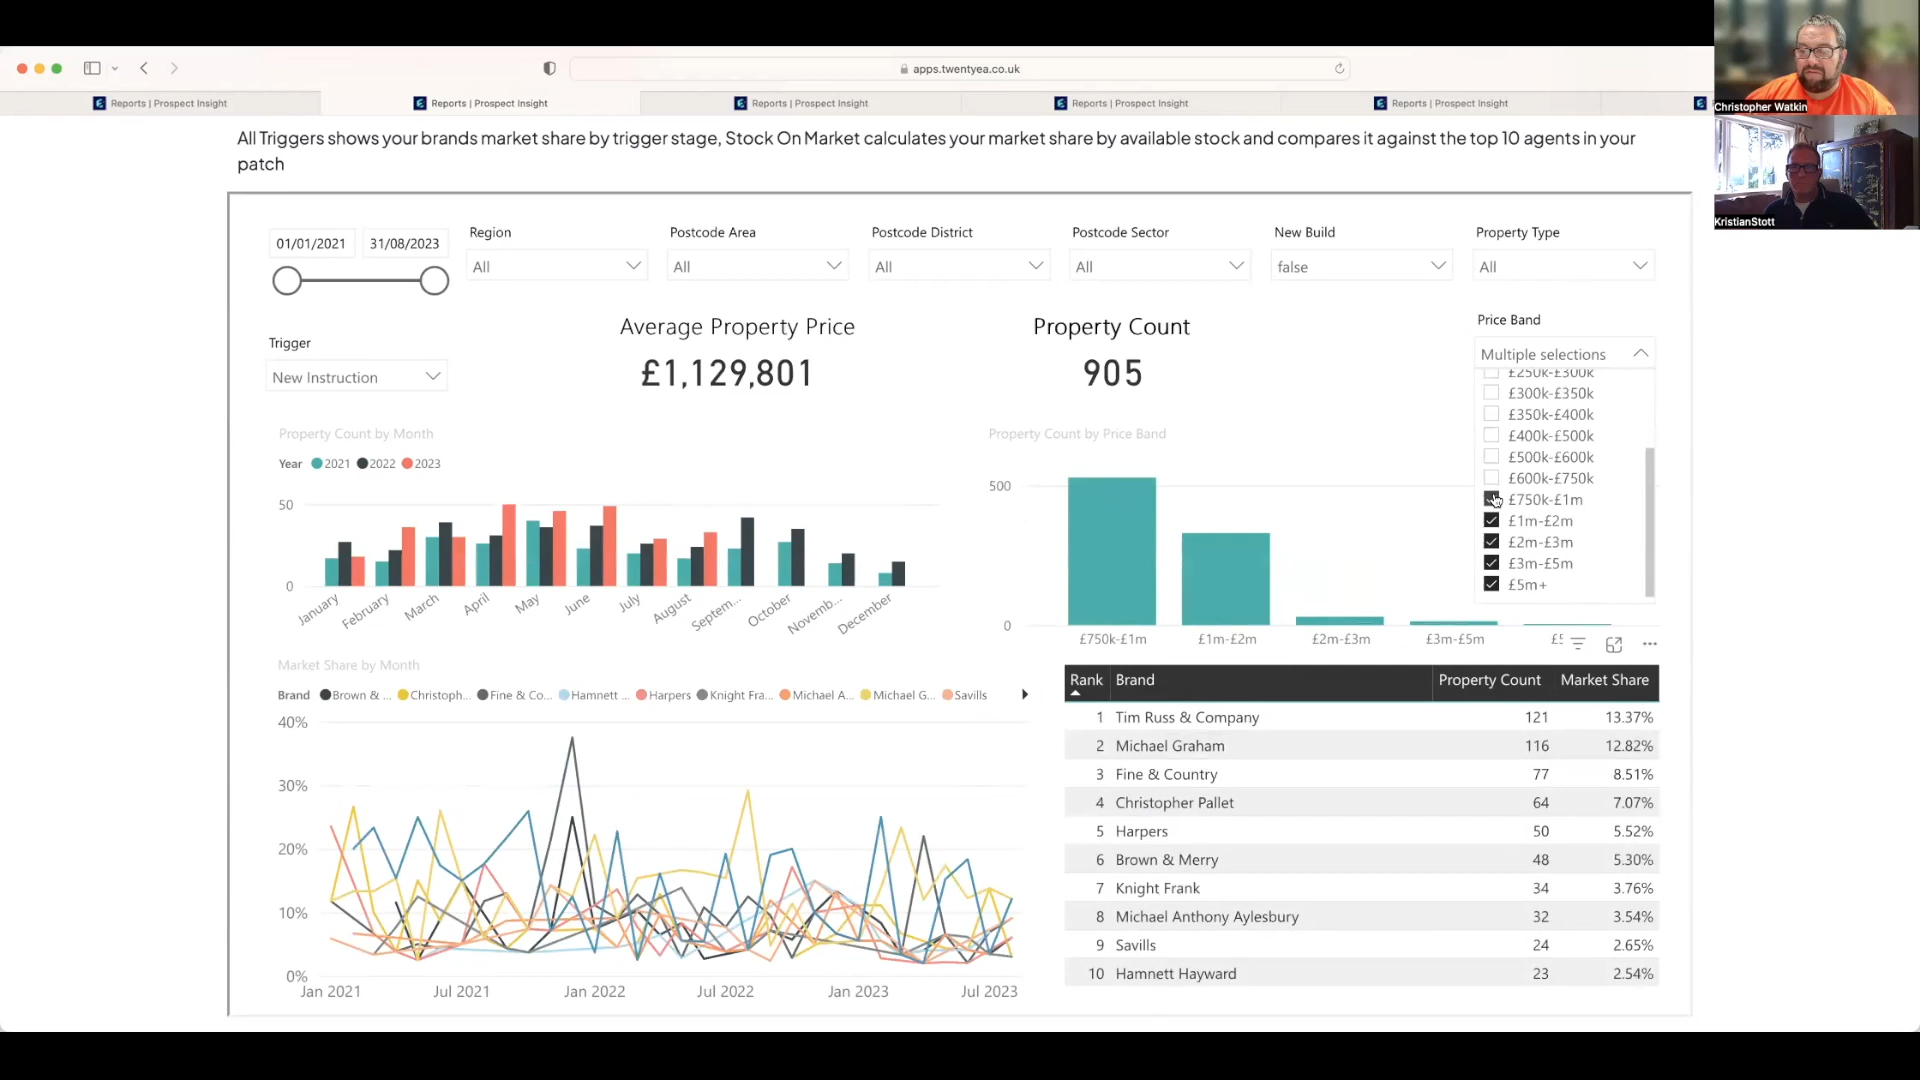 apps.twentyea.co.uk
Reports | Prospect Insight
Reports | Prospect Insight
Reports | Prospect Insight
Reports | Prospect Insight
Reports | Prospect Insight
Christopher Watkin
KristianStott
All Triggers shows your brands market share by trigger stage, Stock On Market calculates your market share by available stock and compares it against the top 10 agents in your
patch
01/01/2021 31/08/2023
Region
All
Postcode Area
All
Postcode District
All
Postcode Sector
All
New Build
false
Property Type
All
Trigger
New Instruction
Average Property Price
£1,129,801
Property Count
905
Price Band
Multiple selections
£250k-£300k
£300k-£350k
£350k-£400k
£400k-£500k
£500k-£600k
£600k-£750k
£750k-£1m
£1m-£2m
£2m-£3m
£3m-£5m
£5m+
Property Count by Month
Year 2021 2022 2023
50
0
January February March April May June July August Septem... October Novemb... December
Property Count by Price Band
500
0
£750k-£1m £1m-£2m £2m-£3m £3m-£5m £5
Market Share by Month
Brand Brown & ... Christoph... Fine & Co... Hamnett ... Harpers Knight Fra... Michael A... Michael G... Savills
40%
30%
20%
10%
0%
Jan 2021 Jul 2021 Jan 2022 Jul 2022 Jan 2023 Jul 2023
Rank Brand Property Count Market Share
1 Tim Russ & Company 121 13.37%
2 Michael Graham 116 12.82%
3 Fine & Country 77 8.51%
4 Christopher Pallet 64 7.07%
5 Harpers 50 5.52%
6 Brown & Merry 48 5.30%
7 Knight Frank 34 3.76%
8 Michael Anthony Aylesbury 32 3.54%
9 Savills 24 2.65%
10 Hamnett Hayward 23 2.54%